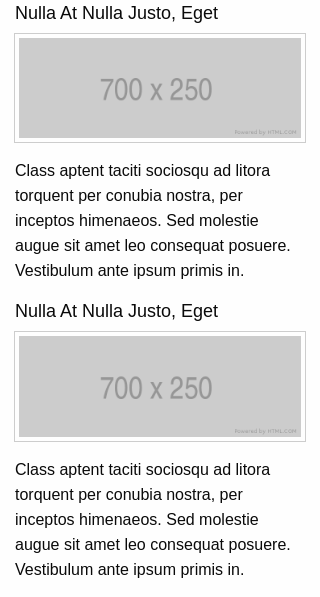 Nulla At Nulla Justo, Eget
700 x 250
Powered by HTML.COM
Class aptent taciti sociosqu ad litora
torquent per conubia nostra, per
inceptos himenaeos. Sed molestie
augue sit amet leo consequat posuere.
Vestibulum ante ipsum primis in.
Nulla At Nulla Justo, Eget
700 x 250
Powered by HTML.COM
Class aptent taciti sociosqu ad litora
torquent per conubia nostra, per
inceptos himenaeos. Sed molestie
augue sit amet leo consequat posuere.
Vestibulum ante ipsum primis in.